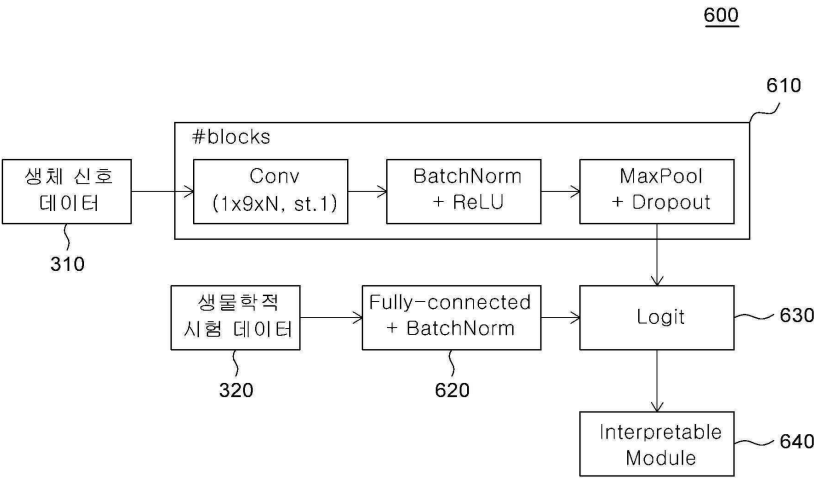 600
610
#blocks
생체 신호
데이터
Conv
(1x9xN, st.1)
BatchNorm
+ ReLU
MaxPool
+ Dropout
310
생물학적
시험 데이터
Fully-connected
+ BatchNorm
Logit
630
320
620
Interpretable
Module
640